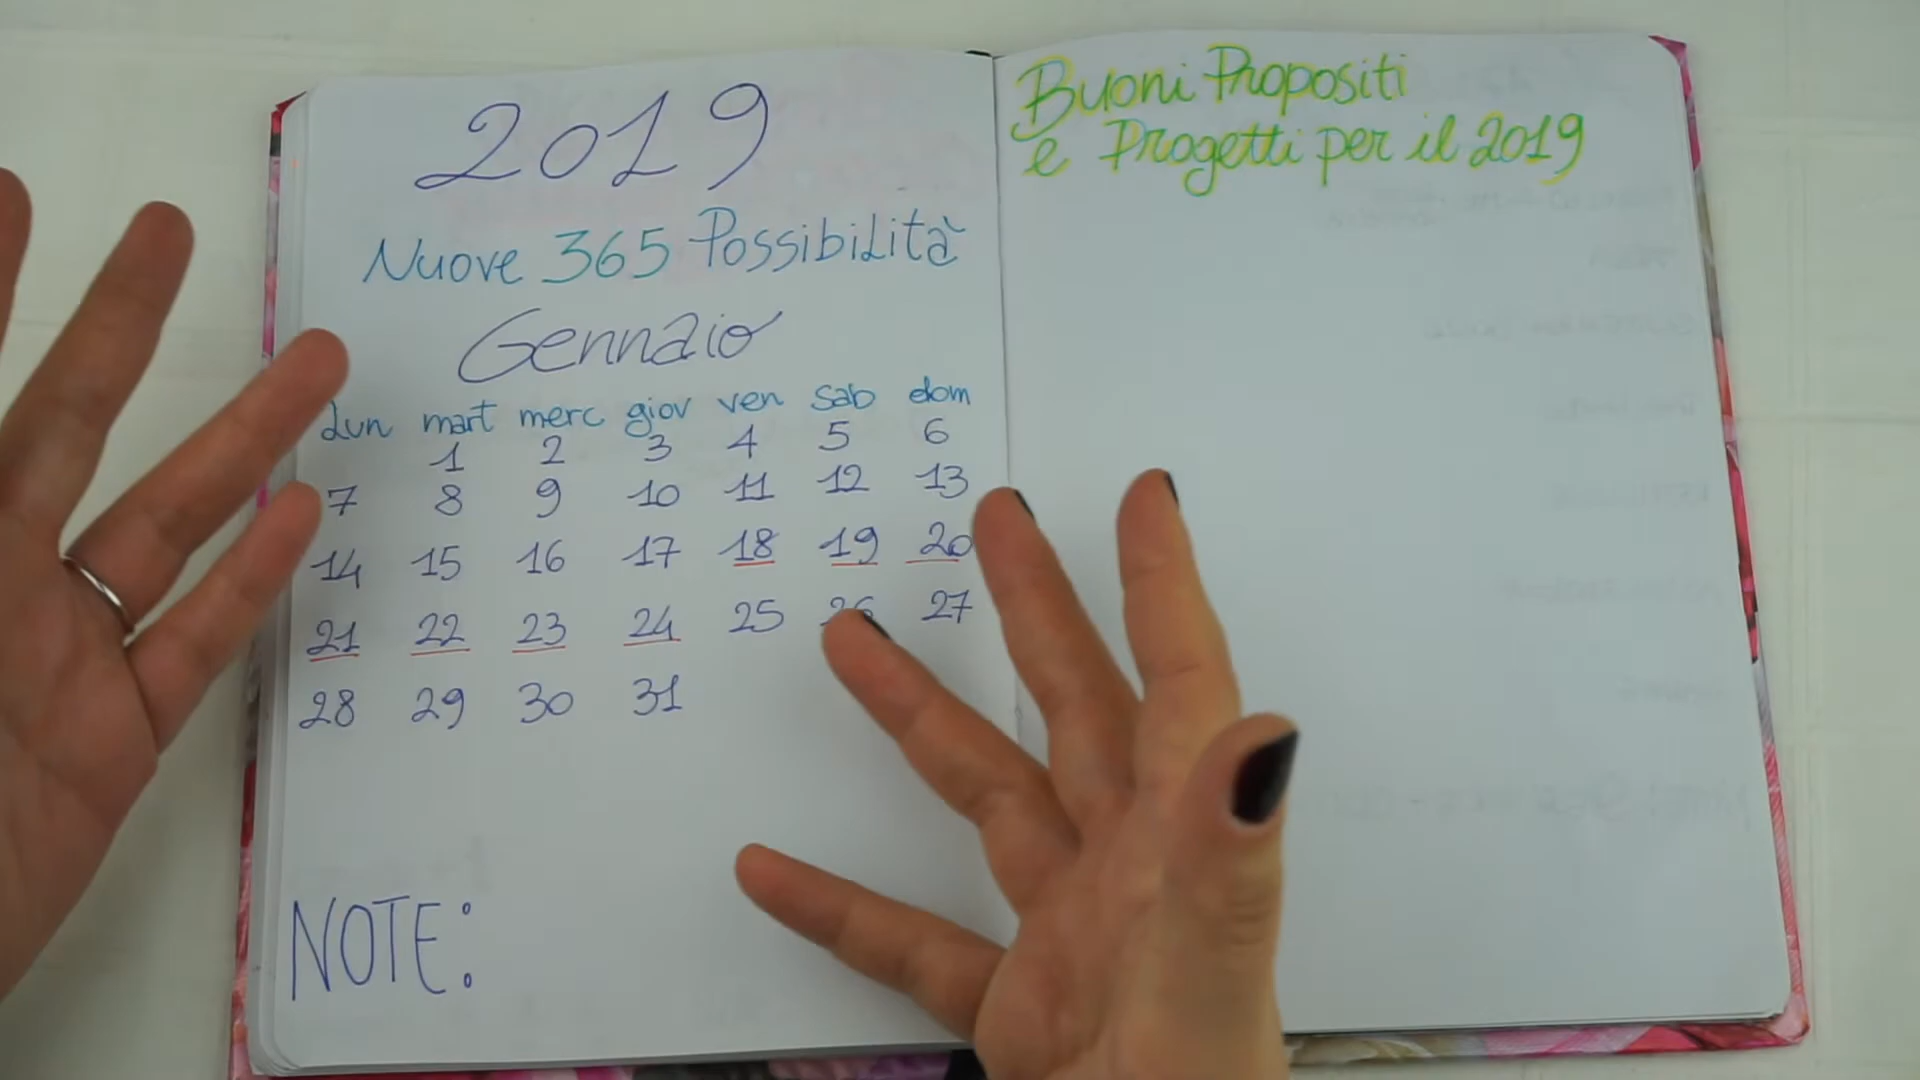 2019
Nuove 365 Possibilità
Gennaio
Lun mart merc giov ven sab dom
1 2 3 4 5 6
7 8 9 10 11 12 13
14 15 16 17 18 19 20
21 22 23 24 25 26 27
28 29 30 31
NOTE:
Buoni Propositi
e Progetti per il 2019